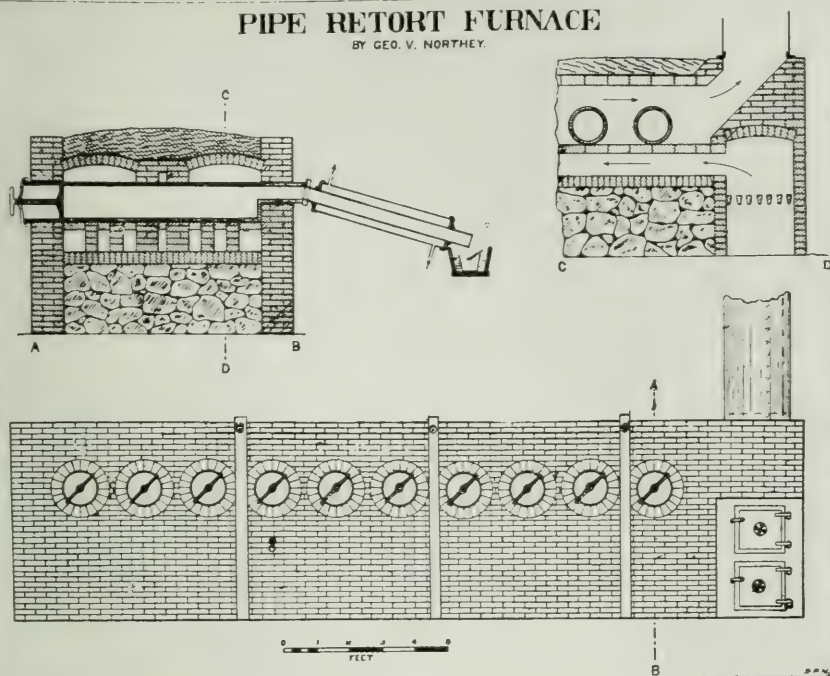 PIPE RETORT FURNACE
BY GEO. V. NORTHEY.
C
A
B
D
C
D
A
0 1 2 3 4 5
FEET
B